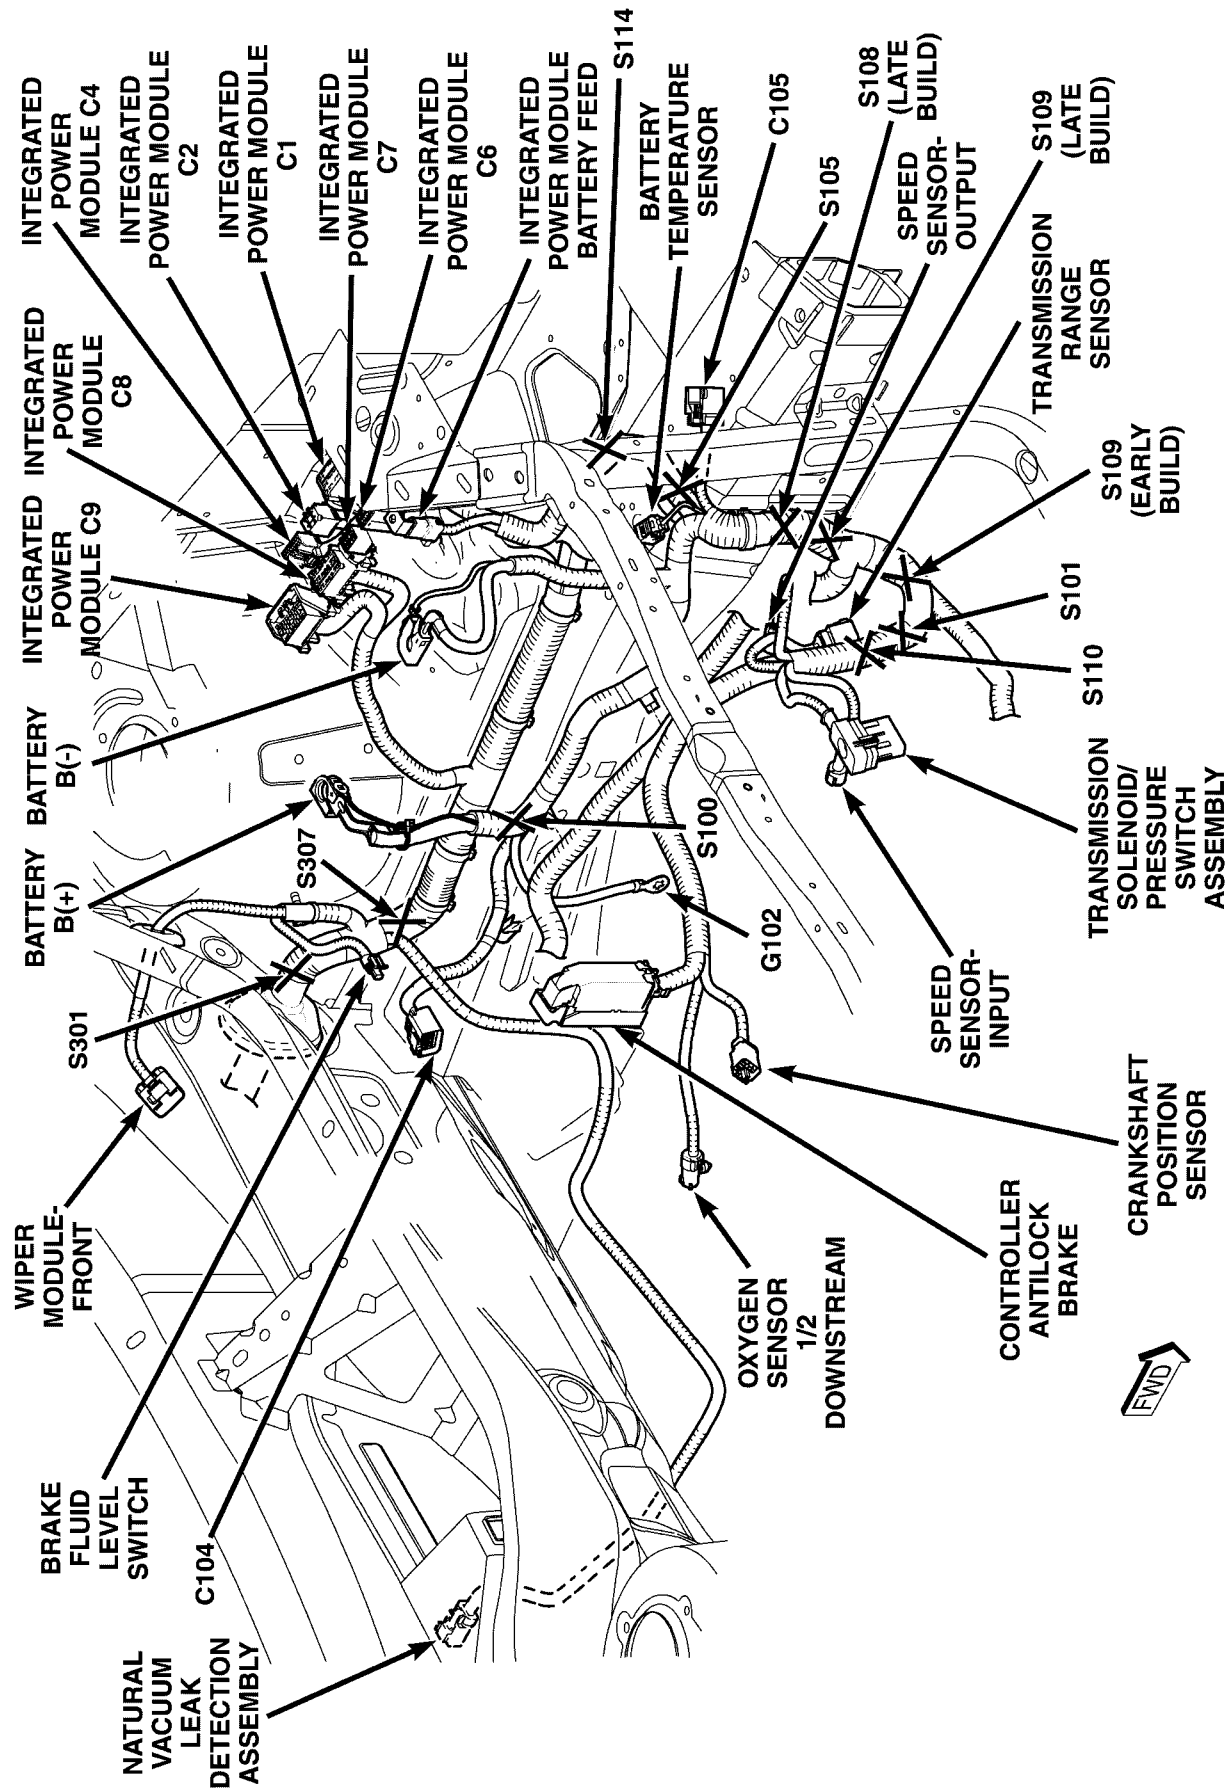 INTEGRATED
POWER
MODULE C4
INTEGRATED
POWER MODULE
C2
INTEGRATED
POWER MODULE
C1
INTEGRATED
POWER MODULE
C7
INTEGRATED
POWER MODULE
C6
INTEGRATED
POWER MODULE
BATTERY FEED
S114
BATTERY
TEMPERATURE
SENSOR
C105
S105
S108
(LATE
BUILD)
SPEED
SENSOR-
OUTPUT
S109
(LATE
BUILD)
TRANSMISSION
RANGE
SENSOR
S109
(EARLY
BUILD)
S101
S110
TRANSMISSION
SOLENOID/
PRESSURE
SWITCH
ASSEMBLY
SPEED
SENSOR-
INPUT
CRANKSHAFT
POSITION
SENSOR
CONTROLLER
ANTILOCK
BRAKE
OXYGEN
SENSOR
1/2
DOWNSTREAM
G102
S100
S307
S301
BATTERY
B(+)
BATTERY
B(-)
INTEGRATED
POWER
MODULE C9
INTEGRATED
POWER
MODULE
C8
WIPER
MODULE-
FRONT
BRAKE
FLUID
LEVEL
SWITCH
C104
NATURAL
VACUUM
LEAK
DETECTION
ASSEMBLY
FWD